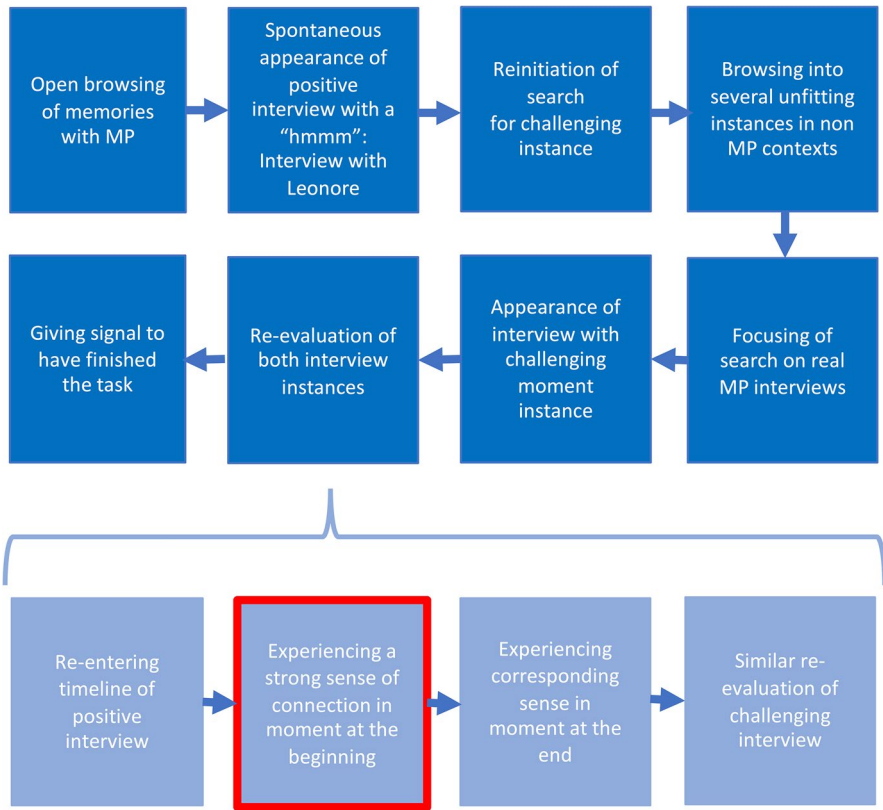 Open browsing
of memories
with MP
Spontaneous
appearance of
positive
interview with a
“hmmm”:
Interview with
Leonore
Reinitiation of
search
for challenging
instance
Browsing into
several unfitting
instances in non
MP contexts
Focusing of
search on real
MP interviews
Appearance of
interview with
challenging
moment
instance
Re-evaluation of
both interview
instances
Giving signal to
have finished
the task
Re-entering
timeline of
positive
interview
Experiencing a
strong sense of
connection in
moment at the
beginning
Experiencing
corresponding
sense in
moment at the
end
Similar re-
evaluation of
challenging
interview